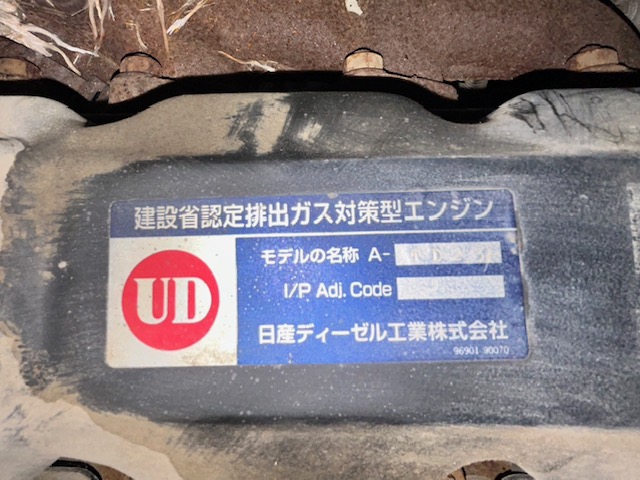 建設省認定排出ガス対策型エンジン
UD
モデルの名称 A-
I/P Adj. Code
日産ディーゼル工業株式会社
96901-90070